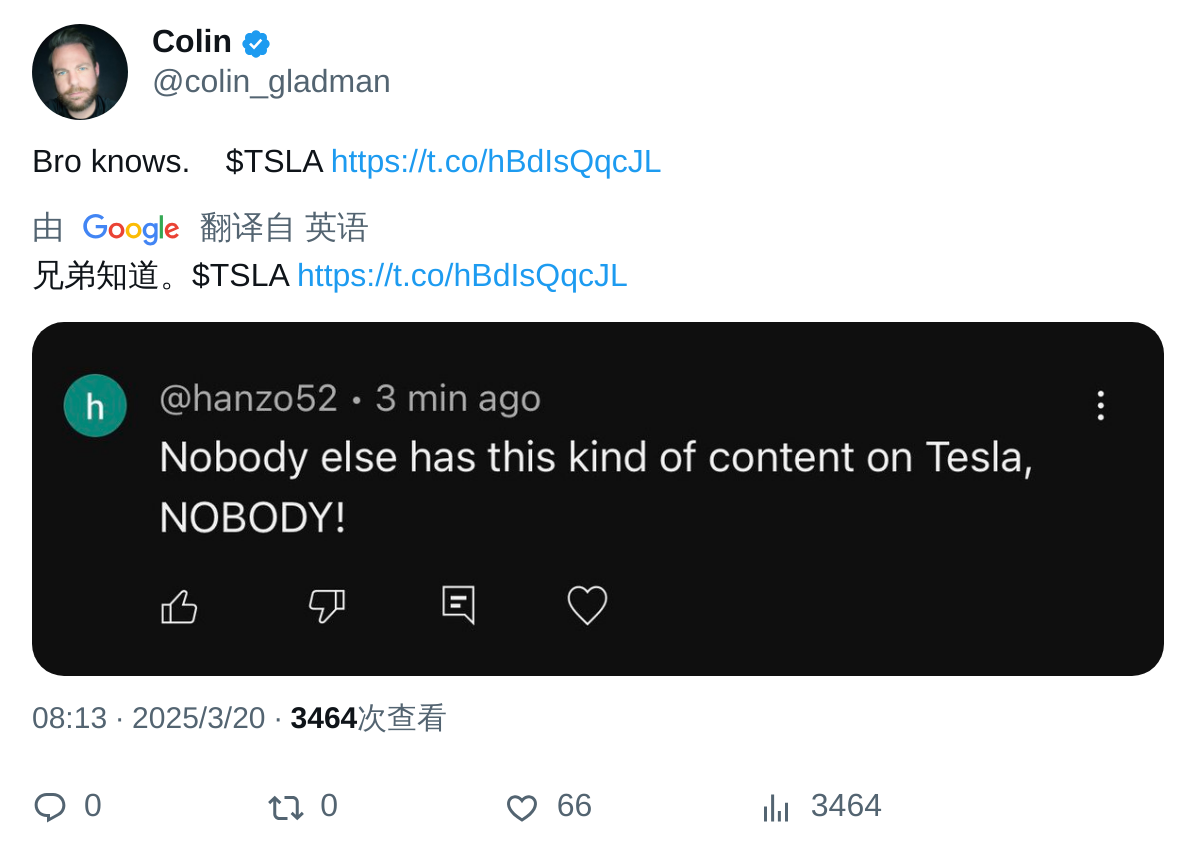 Colin
@colin_gladman
Bro knows. $TSLA https://t.co/hBdIsQqcJL
由 Google 翻译自 英语
兄弟知道。$TSLA https://t.co/hBdIsQqcJL
h
@hanzo52 · 3 min ago
Nobody else has this kind of content on Tesla,
NOBODY!
08:13 · 2025/3/20 · 3464次查看
0 0 66 3464